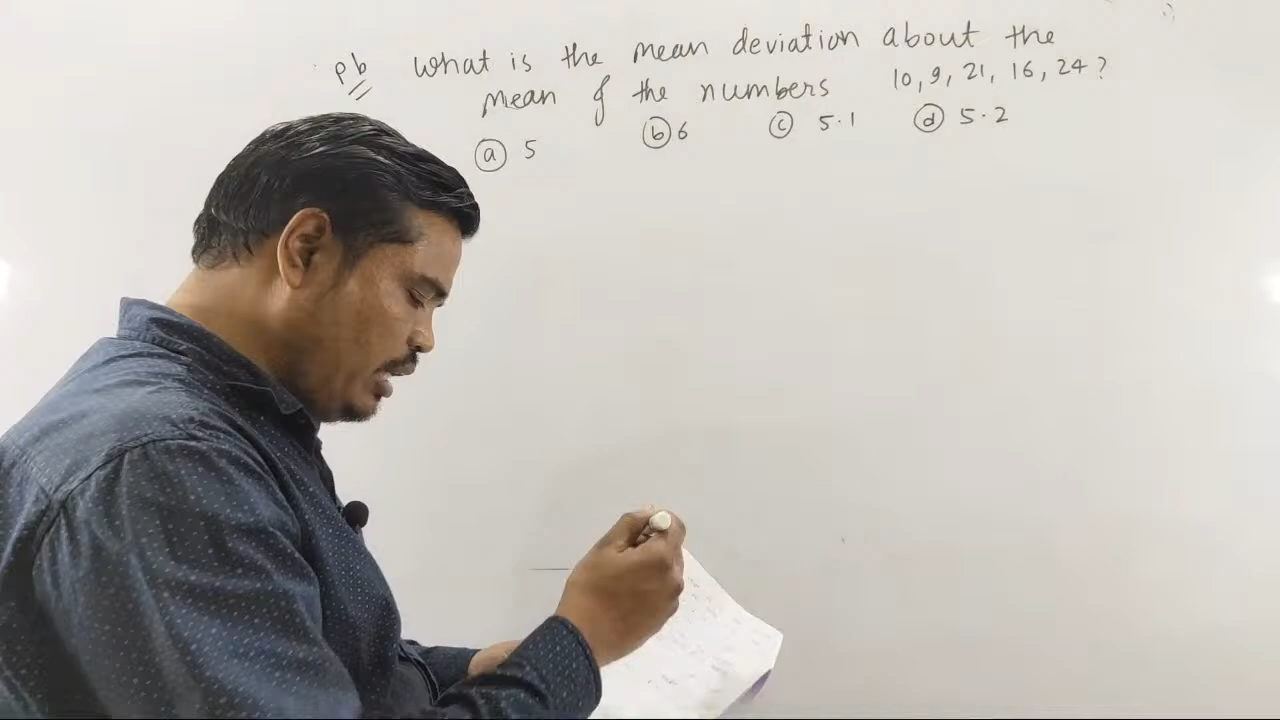 pb What is the mean deviation about the
mean of the numbers 10, 9, 21, 16, 24?
(a) 5 (b) 6 (c) 5.1 (d) 5.2